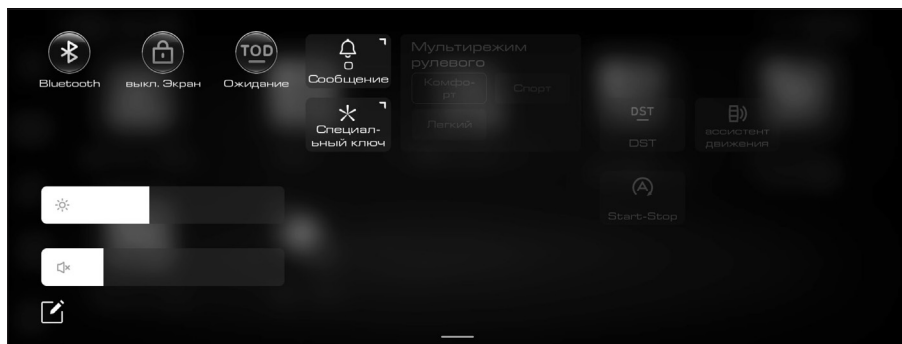 TOD
Bluetooth
выкл. Экран
Ожидание
0
Сообщение
Специал-
ьный ключ
Мультирежим
рулевого
Комфо-
рт
Спорт
Легкий
DST
DST
ассистент
движения
A
Start-Stop